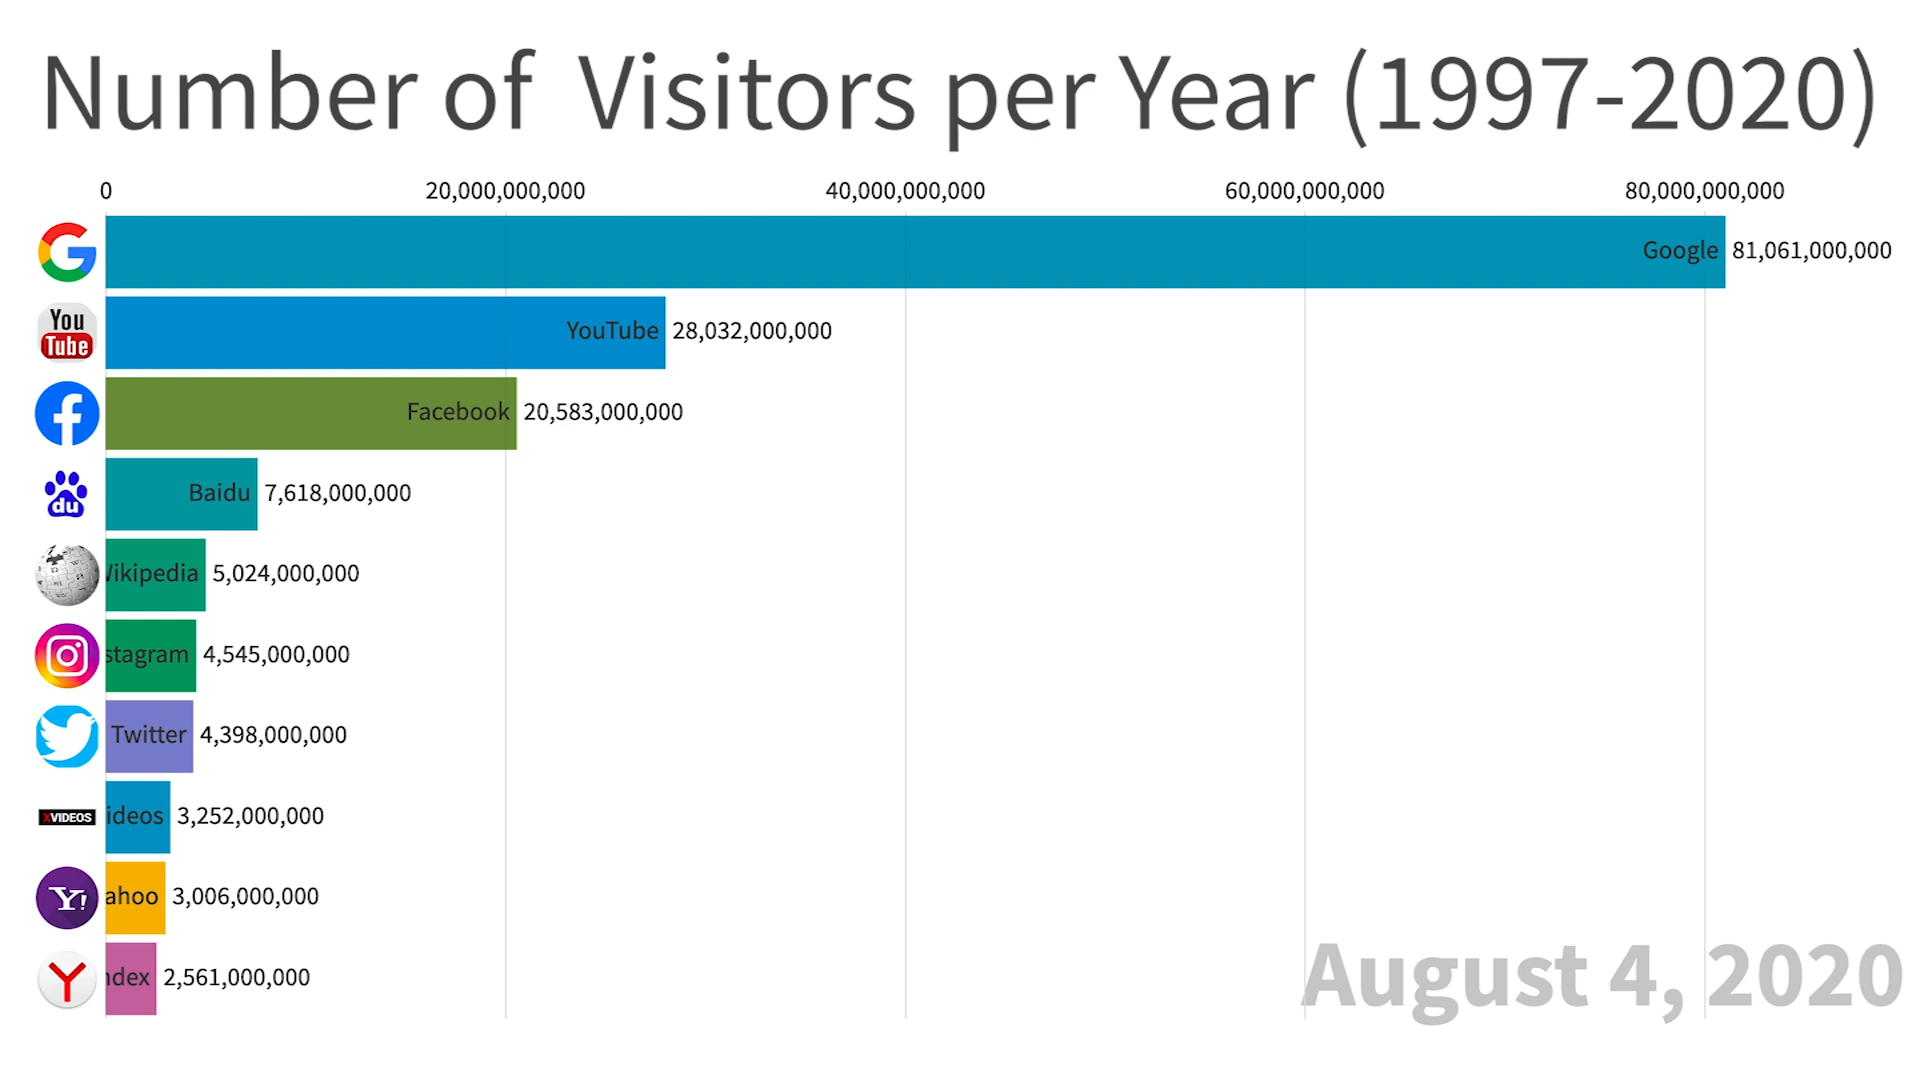 Number of Visitors per Year (1997-2020)
0 20,000,000,000 40,000,000,000 60,000,000,000 80,000,000,000
Google 81,061,000,000
You
Tube
YouTube 28,032,000,000
Facebook 20,583,000,000
du
Baidu 7,618,000,000
Wikipedia 5,024,000,000
stagram 4,545,000,000
Twitter 4,398,000,000
XVIDEOS
ideos 3,252,000,000
Y!
ahoo 3,006,000,000
ndex 2,561,000,000
August 4, 2020